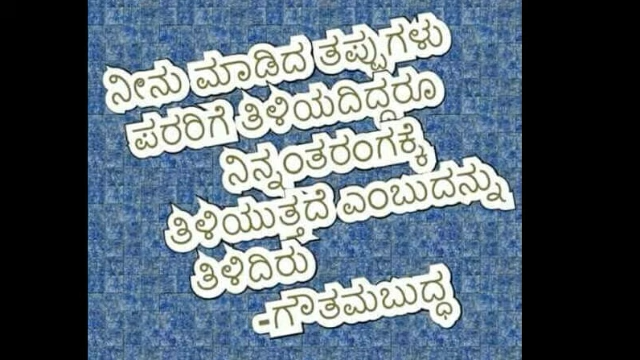 ನೀನು ಮಾಡಿದ ತಪ್ಪುಗಳು
ಪರರಿಗೆ ತಿಳಿಯದಿದ್ದರೂ
ನಿನ್ನಂತರಂಗಕ್ಕೆ
ತಿಳಿಯುತ್ತದೆ ಎಂಬುದನ್ನು
ತಿಳಿದಿರು
-ಗೌತಮಬುದ್ಧ